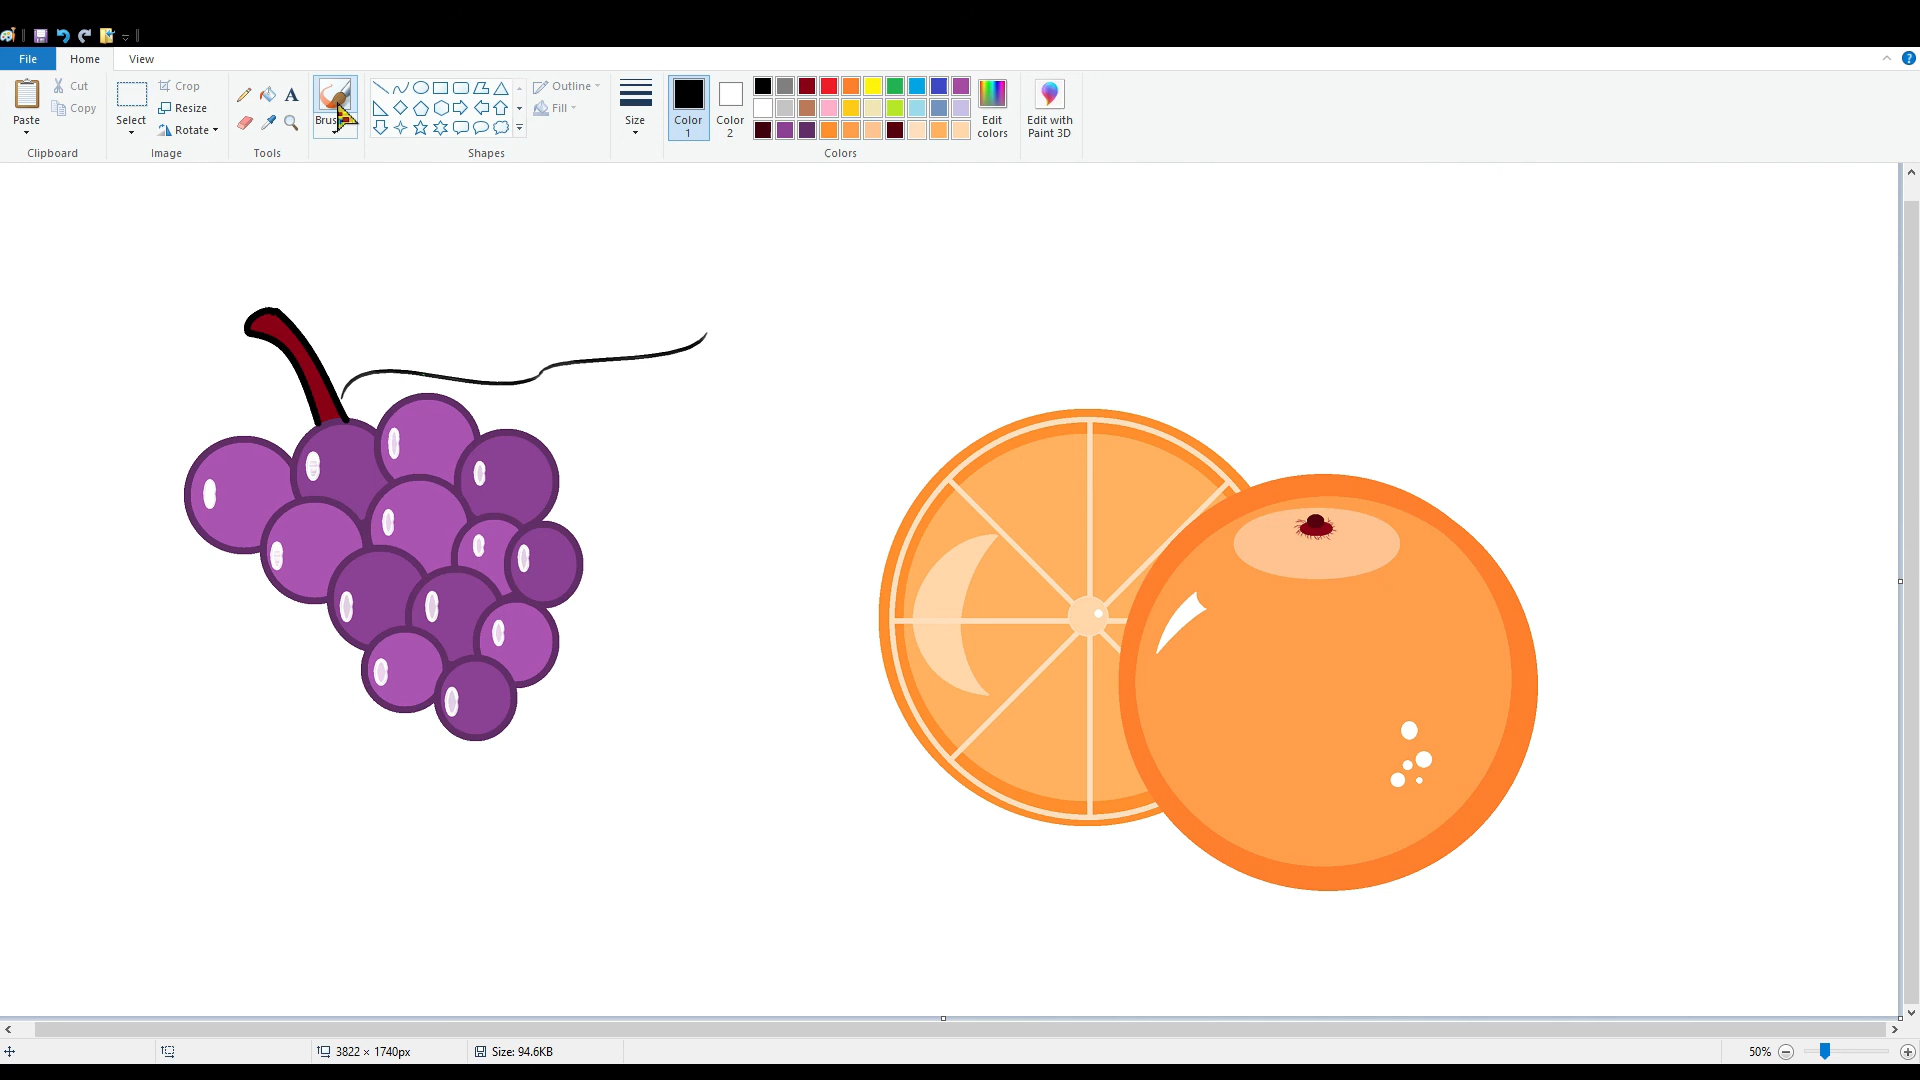 File Home View
Paste Cut Copy Clipboard
Select Crop Resize Rotate Image
A
Tools
Brushes
Shapes
Outline Fill
Size
Color 1
Color 2
Edit colors
Colors
Edit with Paint 3D
3822 × 1740px
Size: 94.6KB
50%